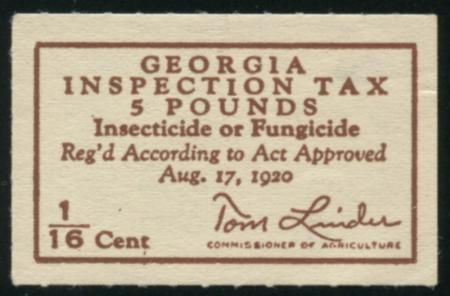 GEORGIA
INSPECTION TAX
5 POUNDS
Insecticide or Fungicide
Reg'd According to Act Approved
Aug. 17, 1920
1/16 Cent
Tom Linder
COMMISSIONER OF AGRICULTURE